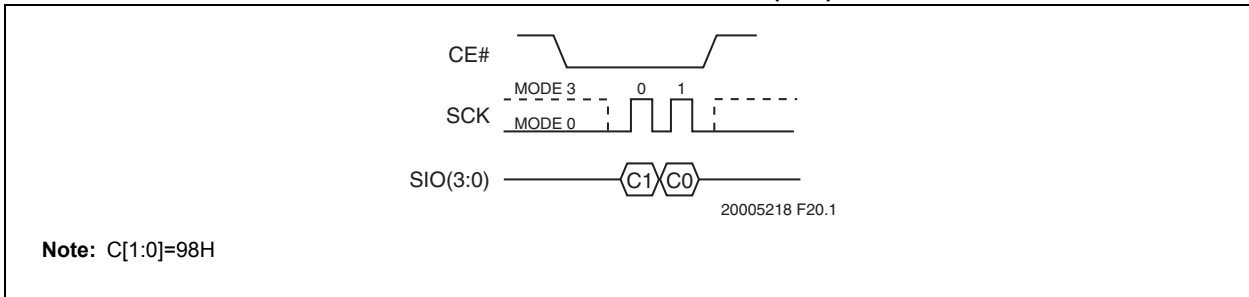 CE#
MODE 3 0 1
SCK
MODE 0
SIO(3:0) C1 C0
20005218 F20.1
Note: C[1:0]=98H